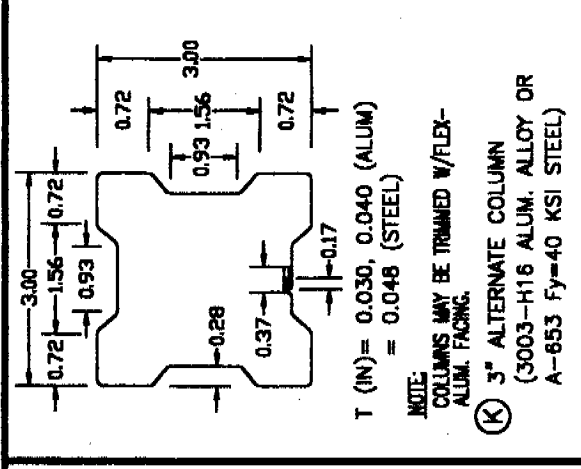 3.00
0.72
1.56
0.72
0.93
3.00
0.72
1.56
0.72
0.93
0.28
0.37
0.17
T (IN)= 0.030, 0.040 (ALUM)
= 0.048 (STEEL)
NOTE:
COLUMNS MAY BE TRIMMED W/FLEX-
ALUM. FACING.
K 3" ALTERNATE COLUMN
(3003-H16 ALUM. ALLOY OR
A-653 Fy=40 KSI STEEL)